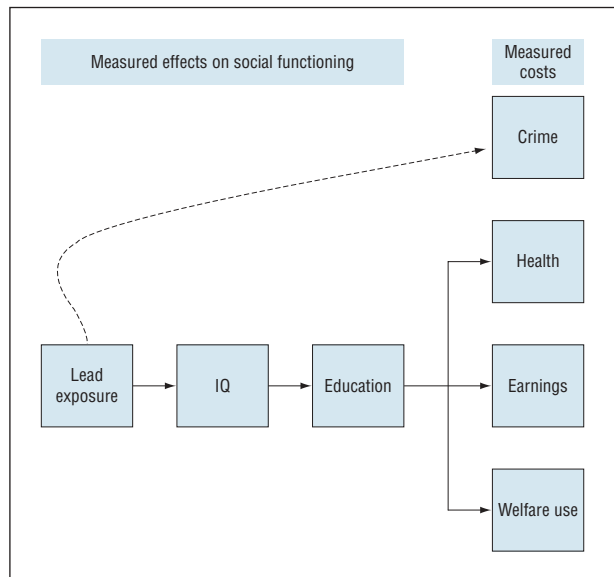 Measured effects on social functioning
Measured
costs
Crime
Health
Lead
exposure
IQ
Education
Earnings
Welfare use